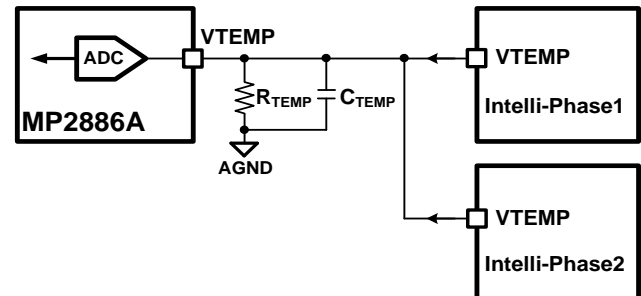 VTEMP
ADC
MP2886A
RTEMP
CTEMP
AGND
VTEMP
Intelli-Phase1
VTEMP
Intelli-Phase2